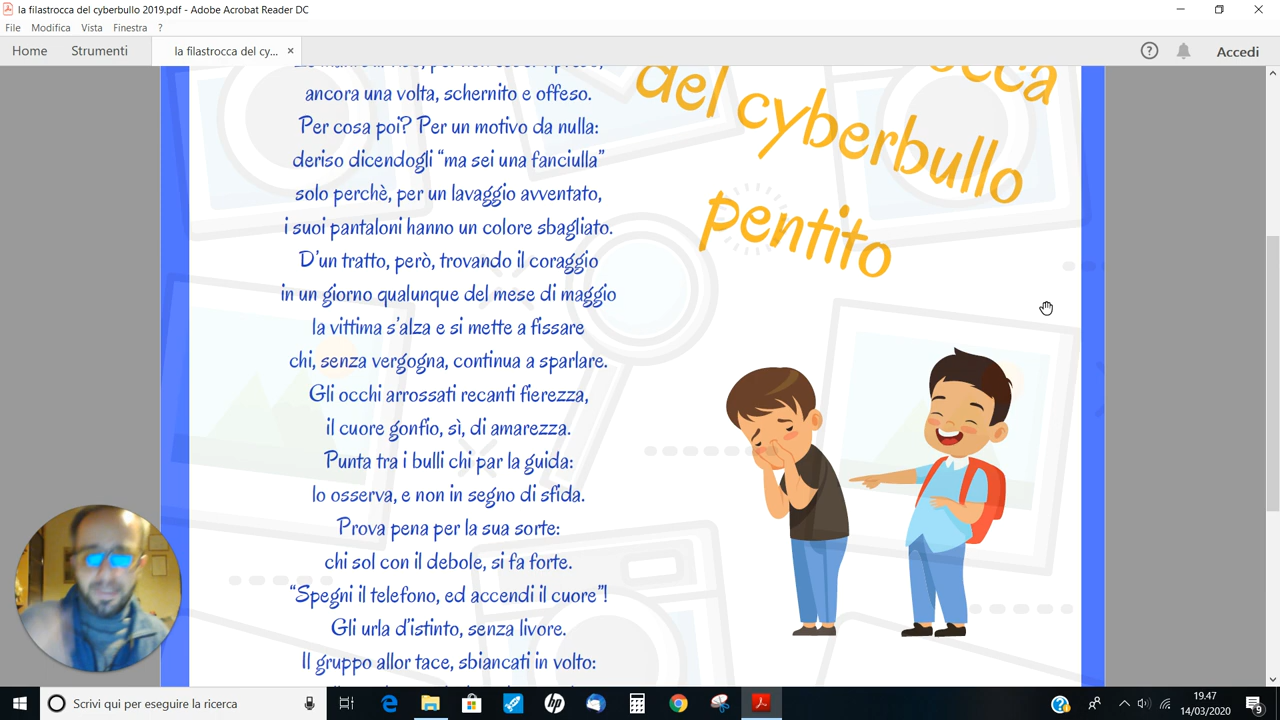 la filastrocca del cyberbullo 2019.pdf - Adobe Acrobat Reader DC
File Modifica Vista Finestra ?
Home Strumenti la filastrocca del cy... × Accedi
ancora una volta, schernito e offeso.
Per cosa poi? Per un motivo da nulla:
deriso dicendogli “ma sei una fanciulla”
solo perchè, per un lavaggio avventato,
i suoi pantaloni hanno un colore sbagliato.
D’un tratto, però, trovando il coraggio
in un giorno qualunque del mese di maggio
la vittima s’alza e si mette a fissare
chi, senza vergogna, continua a sparlare.
Gli occhi arrossati recanti fierezza,
il cuore gonfio, sì, di amarezza.
Punta tra i bulli chi par la guida:
lo osserva, e non in segno di sfida.
Prova pena per la sua sorte:
chi sol con il debole, si fa forte.
“Spegni il telefono, ed accendi il cuore”!
Gli urla d’istinto, senza livore.
Il gruppo allor tace, sbiancati in volto:
del cyberbullo
pentito
Scrivi qui per eseguire la ricerca
19.47
14/03/2020
9